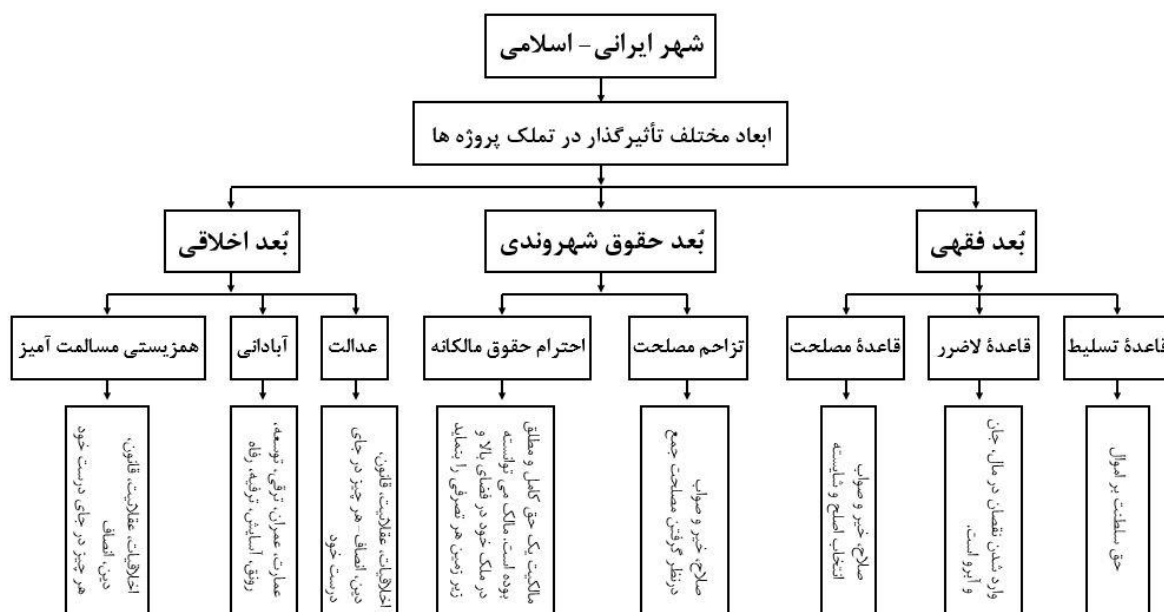 شهر ایرانی- اسلامی
ابعاد مختلف تأثیرگذار در تملک پروژه ها
بُعد فقهی
بُعد حقوق شهروندی
بُعد اخلاقی
قاعدهٔ تسلیط
قاعدهٔ لاضرر
قاعدهٔ مصلحت
تزاحم مصلحت
احترام حقوق مالکانه
عدالت
آبادانی
همزیستی مسالمت آمیز
حق سلطنت بر اموال
وارد شدن نقصان در مال، جان
و آبرو است.
صلاح، خیر و صواب
انتخاب اصلح و شایسته
صلاح، خیر و صواب
درنظر گرفتن مصلحت جمع
مالکیت یک حق کامل و مطلق
بوده است. مالک می توانسته
در ملک خود در فضای بالا و
زیر زمین هر تصرفی را بنماید
اخلاقیات، عقلانیت، قانون،
دین، انصاف- هر چیز در جای
درست خود
عمارت، عمران، ترقی، توسعه،
رونق، آسایش، ترفیه، رفاه
اخلاقیات، عقلانیت، قانون،
دین، انصاف
هر چیز در جای درست خود